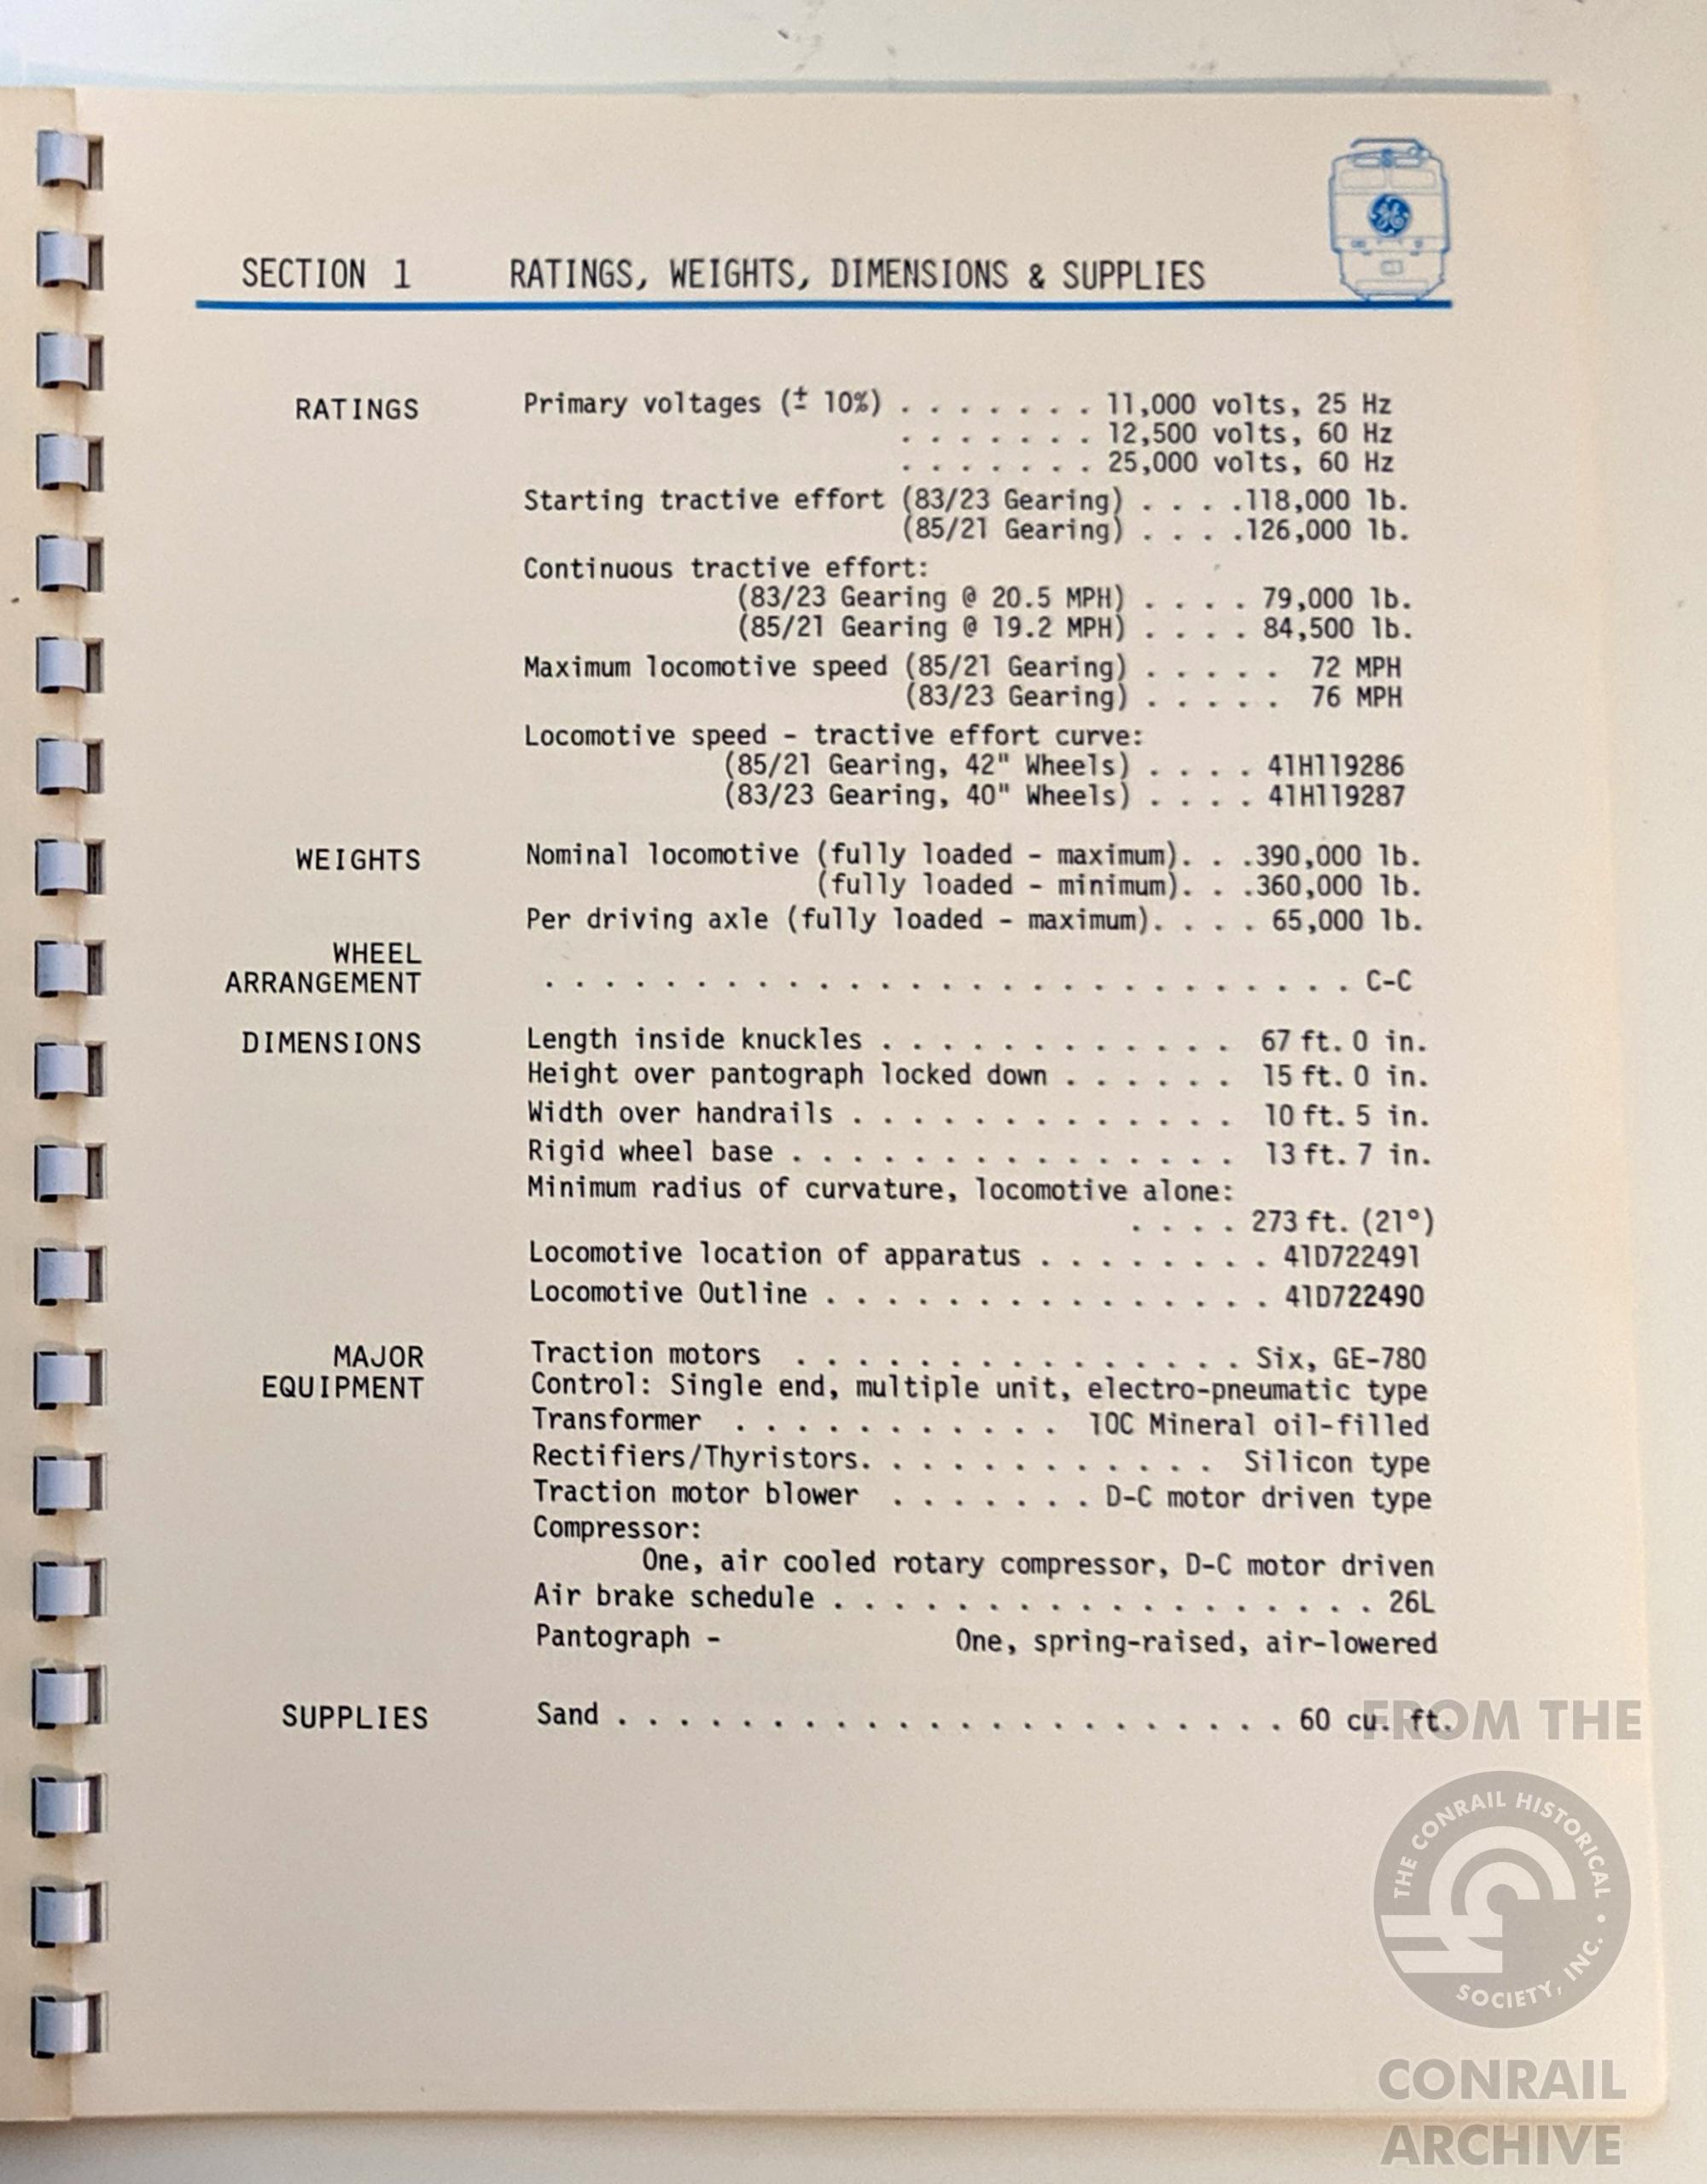 SECTION 1 RATINGS, WEIGHTS, DIMENSIONS & SUPPLIES
RATINGS Primary voltages (± 10%) . . . . . . . 11,000 volts, 25 Hz
. . . . . . . 12,500 volts, 60 Hz
. . . . . . . 25,000 volts, 60 Hz
Starting tractive effort (83/23 Gearing) . . . .118,000 lb.
(85/21 Gearing) . . . .126,000 lb.
Continuous tractive effort:
(83/23 Gearing @ 20.5 MPH) . . . . 79,000 lb.
(85/21 Gearing @ 19.2 MPH) . . . . 84,500 lb.
Maximum locomotive speed (85/21 Gearing) . . . . . 72 MPH
(83/23 Gearing) . . . . . 76 MPH
Locomotive speed - tractive effort curve:
(85/21 Gearing, 42" Wheels) . . . . 41H119286
(83/23 Gearing, 40" Wheels) . . . . 41H119287
WEIGHTS Nominal locomotive (fully loaded - maximum). . .390,000 lb.
(fully loaded - minimum). . .360,000 lb.
Per driving axle (fully loaded - maximum). . . . 65,000 lb.
WHEEL
ARRANGEMENT . . . . . . . . . . . . . . . . . . . . . . . . . . . C-C
DIMENSIONS Length inside knuckles . . . . . . . . . . . . 67 ft. 0 in.
Height over pantograph locked down . . . . . . 15 ft. 0 in.
Width over handrails . . . . . . . . . . . . . 10 ft. 5 in.
Rigid wheel base . . . . . . . . . . . . . . . 13 ft. 7 in.
Minimum radius of curvature, locomotive alone:
. . . . 273 ft. (21°)
Locomotive location of apparatus . . . . . . . . 41D722491
Locomotive Outline . . . . . . . . . . . . . . . 41D722490
MAJOR Traction motors . . . . . . . . . . . . . . . Six, GE-780
EQUIPMENT Control: Single end, multiple unit, electro-pneumatic type
Transformer . . . . . . . . . . . 10C Mineral oil-filled
Rectifiers/Thyristors. . . . . . . . . . . . Silicon type
Traction motor blower . . . . . . . D-C motor driven type
Compressor:
One, air cooled rotary compressor, D-C motor driven
Air brake schedule . . . . . . . . . . . . . . . . . . 26L
Pantograph - One, spring-raised, air-lowered
SUPPLIES Sand . . . . . . . . . . . . . . . . . . . . . . 60 cu. ft.
FROM THE
THE CONRAIL HISTORICAL • SOCIETY, INC.
CONRAIL
ARCHIVE